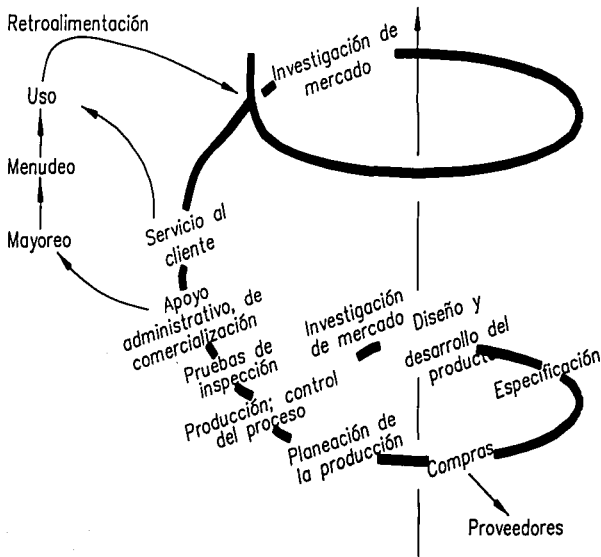 Retroalimentación
Investigación de
mercado
Uso
Menudeo
Mayoreo
Servicio al
cliente
Apoyo
administrativo, de
comercialización
Investigación
de mercado
Diseño y
desarrollo del
producto
Especificación
Pruebas de
inspección
Producción; control
del proceso
Planeación de
la producción
Compras
Proveedores